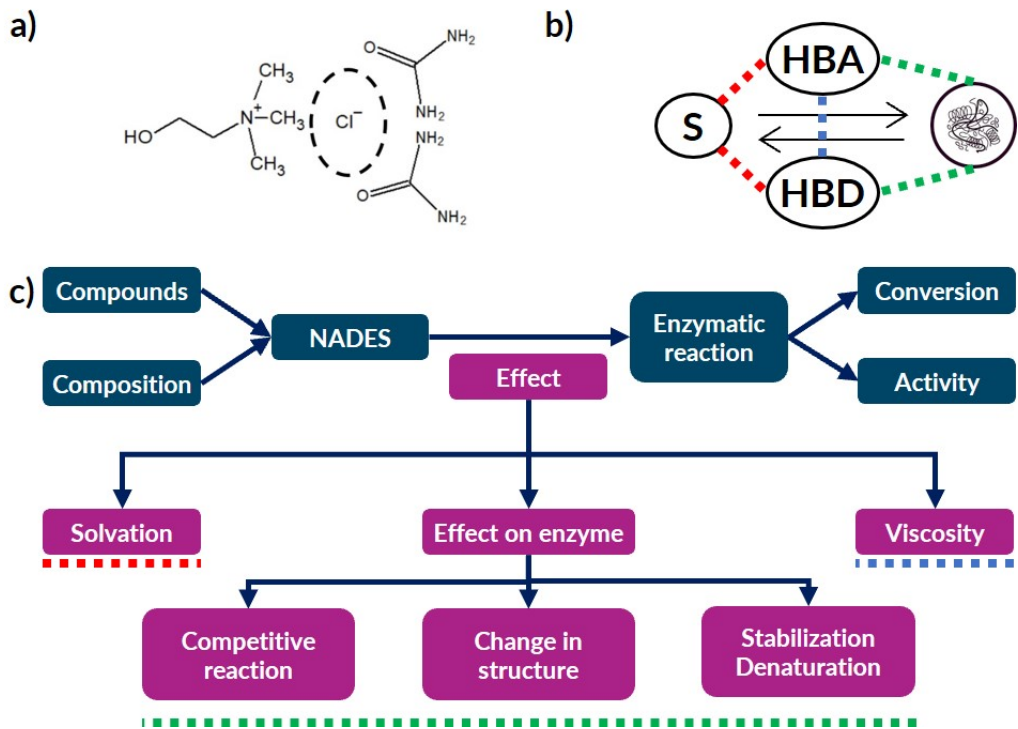 a)
O
NH₂
CH₃
N⁺
CH₃
Cl⁻
NH₂
HO
NH₂
CH₃
O
NH₂
b)
HBA
S
HBD
c)
Compounds
Composition
NADES
Effect
Enzymatic
reaction
Conversion
Activity
Solvation
Effect on enzyme
Viscosity
Competitive
reaction
Change in
structure
Stabilization
Denaturation